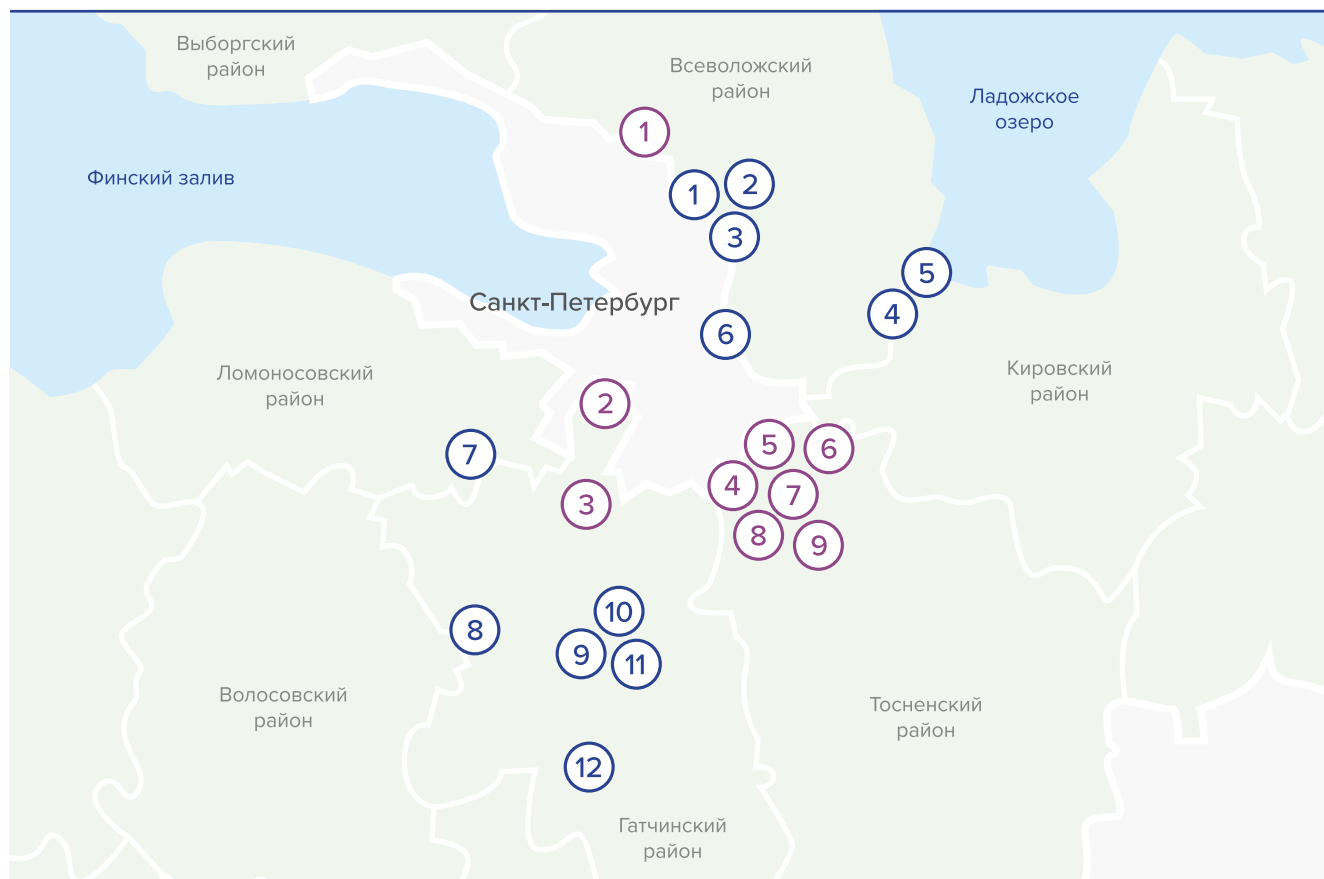 Выборгский
район
Всеволожский
район
Ладожское
озеро
1
Финский залив
1
2
3
5
Санкт-Петербург
4
6
Ломоносовский
район
Кировский
район
2
7
5
6
4
7
3
8
9
10
8
9
11
Волосовский
район
Тосненский
район
12
Гатчинский
район